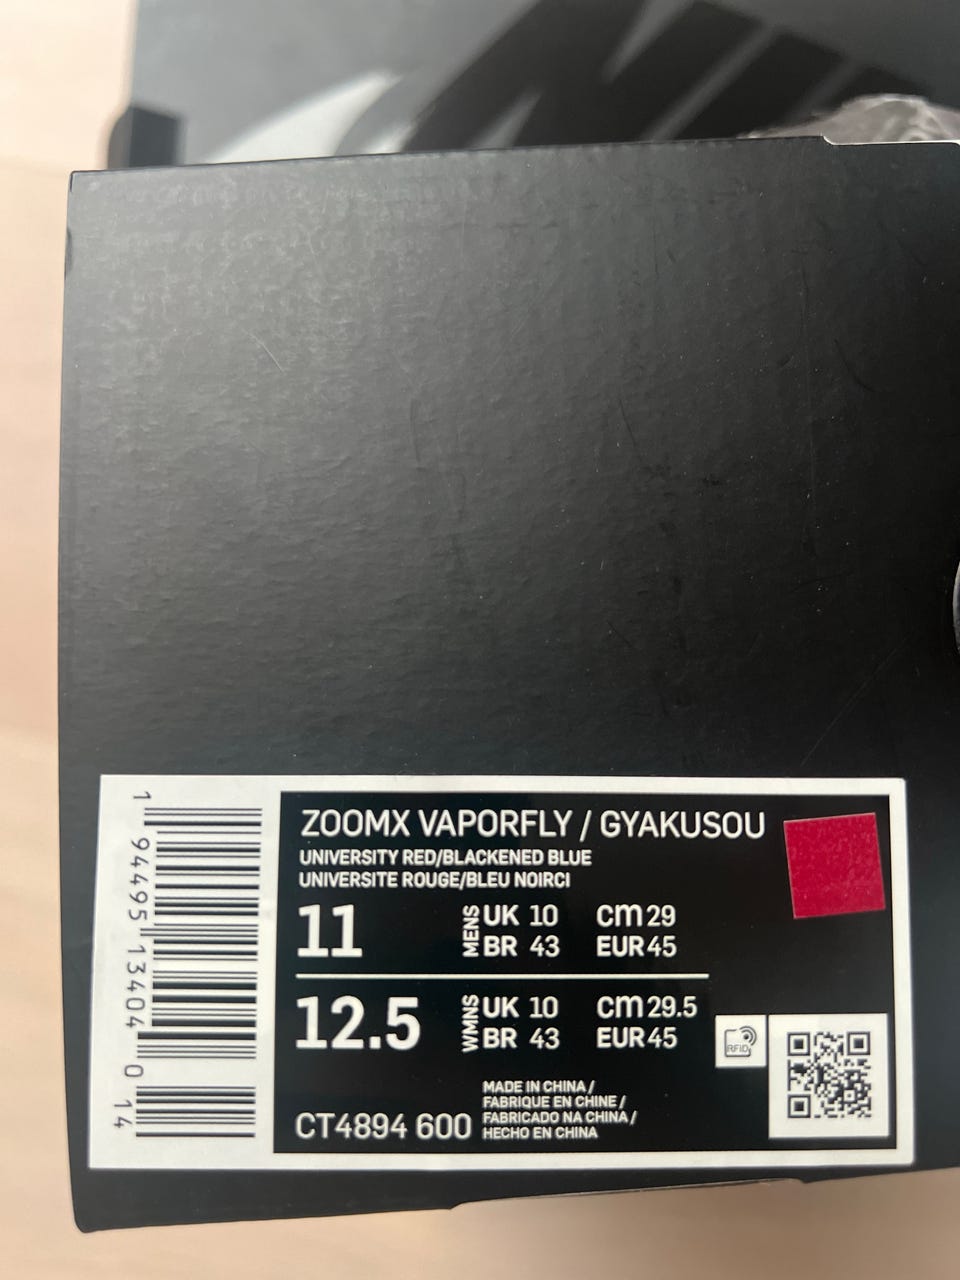 NI
ZOOMX VAPORFLY / GYAKUSOU
UNIVERSITY RED/BLACKENED BLUE
UNIVERSITE ROUGE/BLEU NOIRCI
11 MENS UK 10 cm 29
BR 43 EUR 45
12.5 WMNS UK 10 cm 29.5
BR 43 EUR 45
RFID
CT4894 600
MADE IN CHINA /
FABRIQUE EN CHINE /
FABRICADO NA CHINA /
HECHO EN CHINA
1 94495 13404 0 14